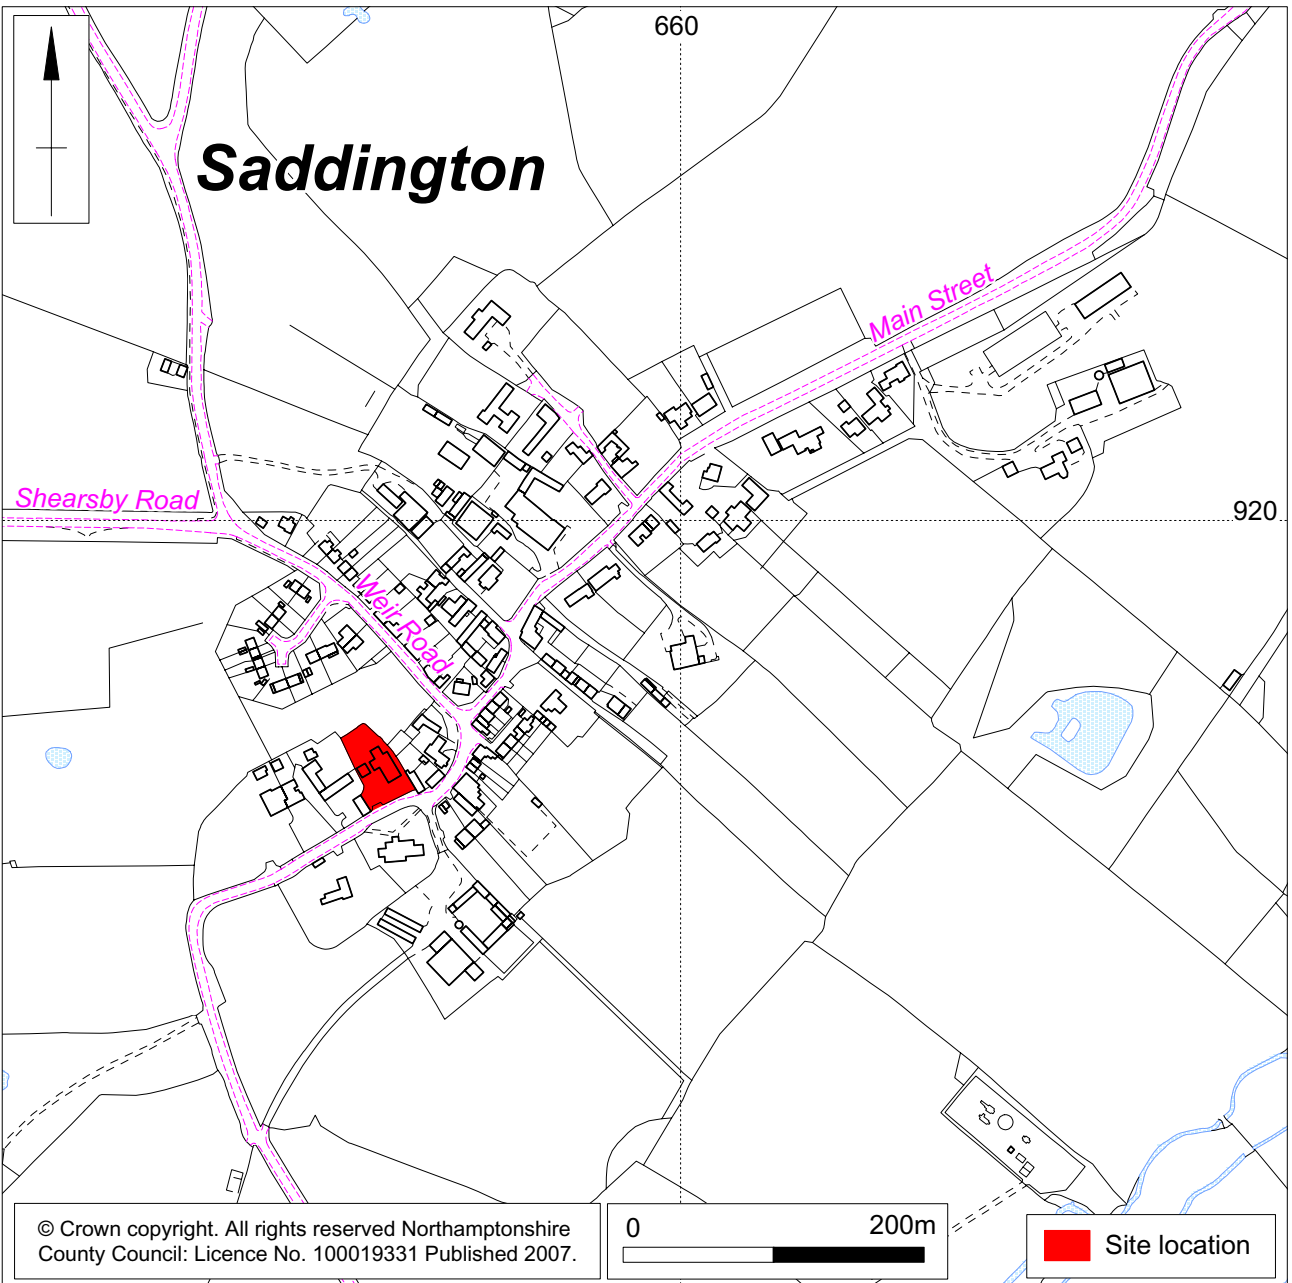 660
Saddington
Main Street
Shearsby Road
920
Weir Road
© Crown copyright. All rights reserved Northamptonshire
County Council: Licence No. 100019331 Published 2007.
0 200m
Site location